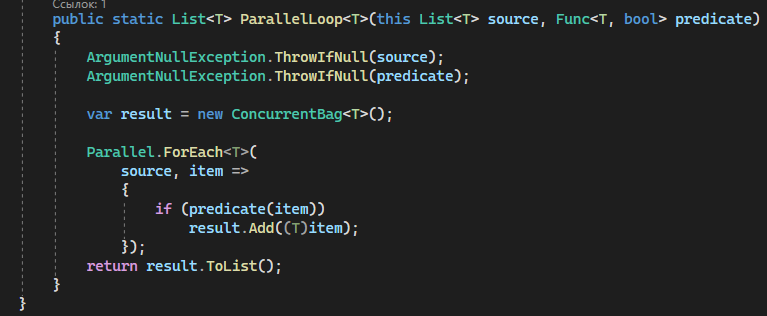 Ссылок: 1
public static List<T> ParallelLoop<T>(this List<T> source, Func<T, bool> predicate)
{
ArgumentNullException.ThrowIfNull(source);
ArgumentNullException.ThrowIfNull(predicate);
var result = new ConcurrentBag<T>();
Parallel.ForEach<T>(
source, item =>
{
if (predicate(item))
result.Add((T)item);
});
return result.ToList();
}
}